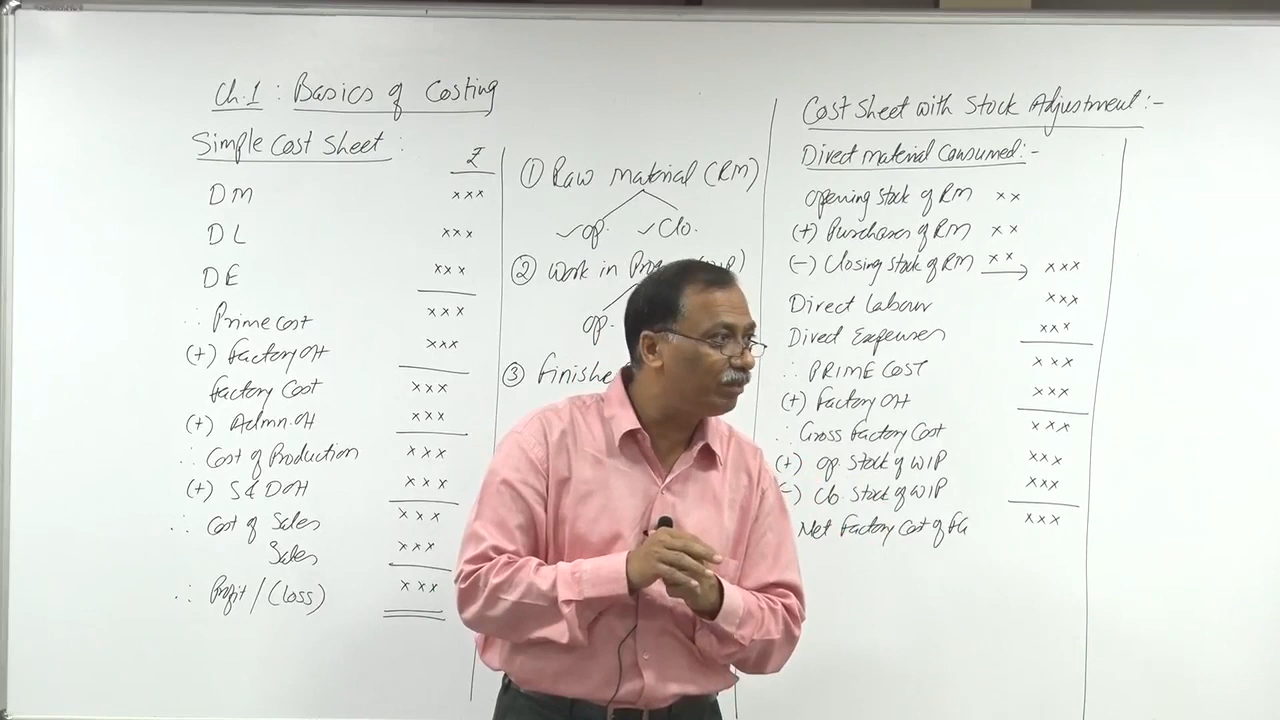 Ch.1 : Basics of Costing
Simple Cost Sheet :
₹
DM xxx
DL xxx
DE xxx
∴ Prime Cost xxx
(+) Factory OH xxx
Factory Cost xxx
(+) Admn. OH xxx
∴ Cost of Production xxx
(+) S & D OH xxx
∴ Cost of Sales xxx
Sales xxx
∴ Profit / (Loss) xxx
① Raw material (RM)
✓op. ✓Clo.
② Work in
op.
③ Finishe
Cost Sheet with Stock Adjustment :-
Direct material Consumed :-
Opening Stock of RM xx
(+) Purchases of RM xx
(-) Closing Stock of RM xx → xxx
Direct Labour xxx
Direct Expenses xxx
∴ PRIME COST xxx
(+) Factory OH xxx
∴ Gross Factory Cost xxx
(+) Op. Stock of WIP xxx
-) Clo. Stock of WIP xxx
Net Factory Cost of FG xxx